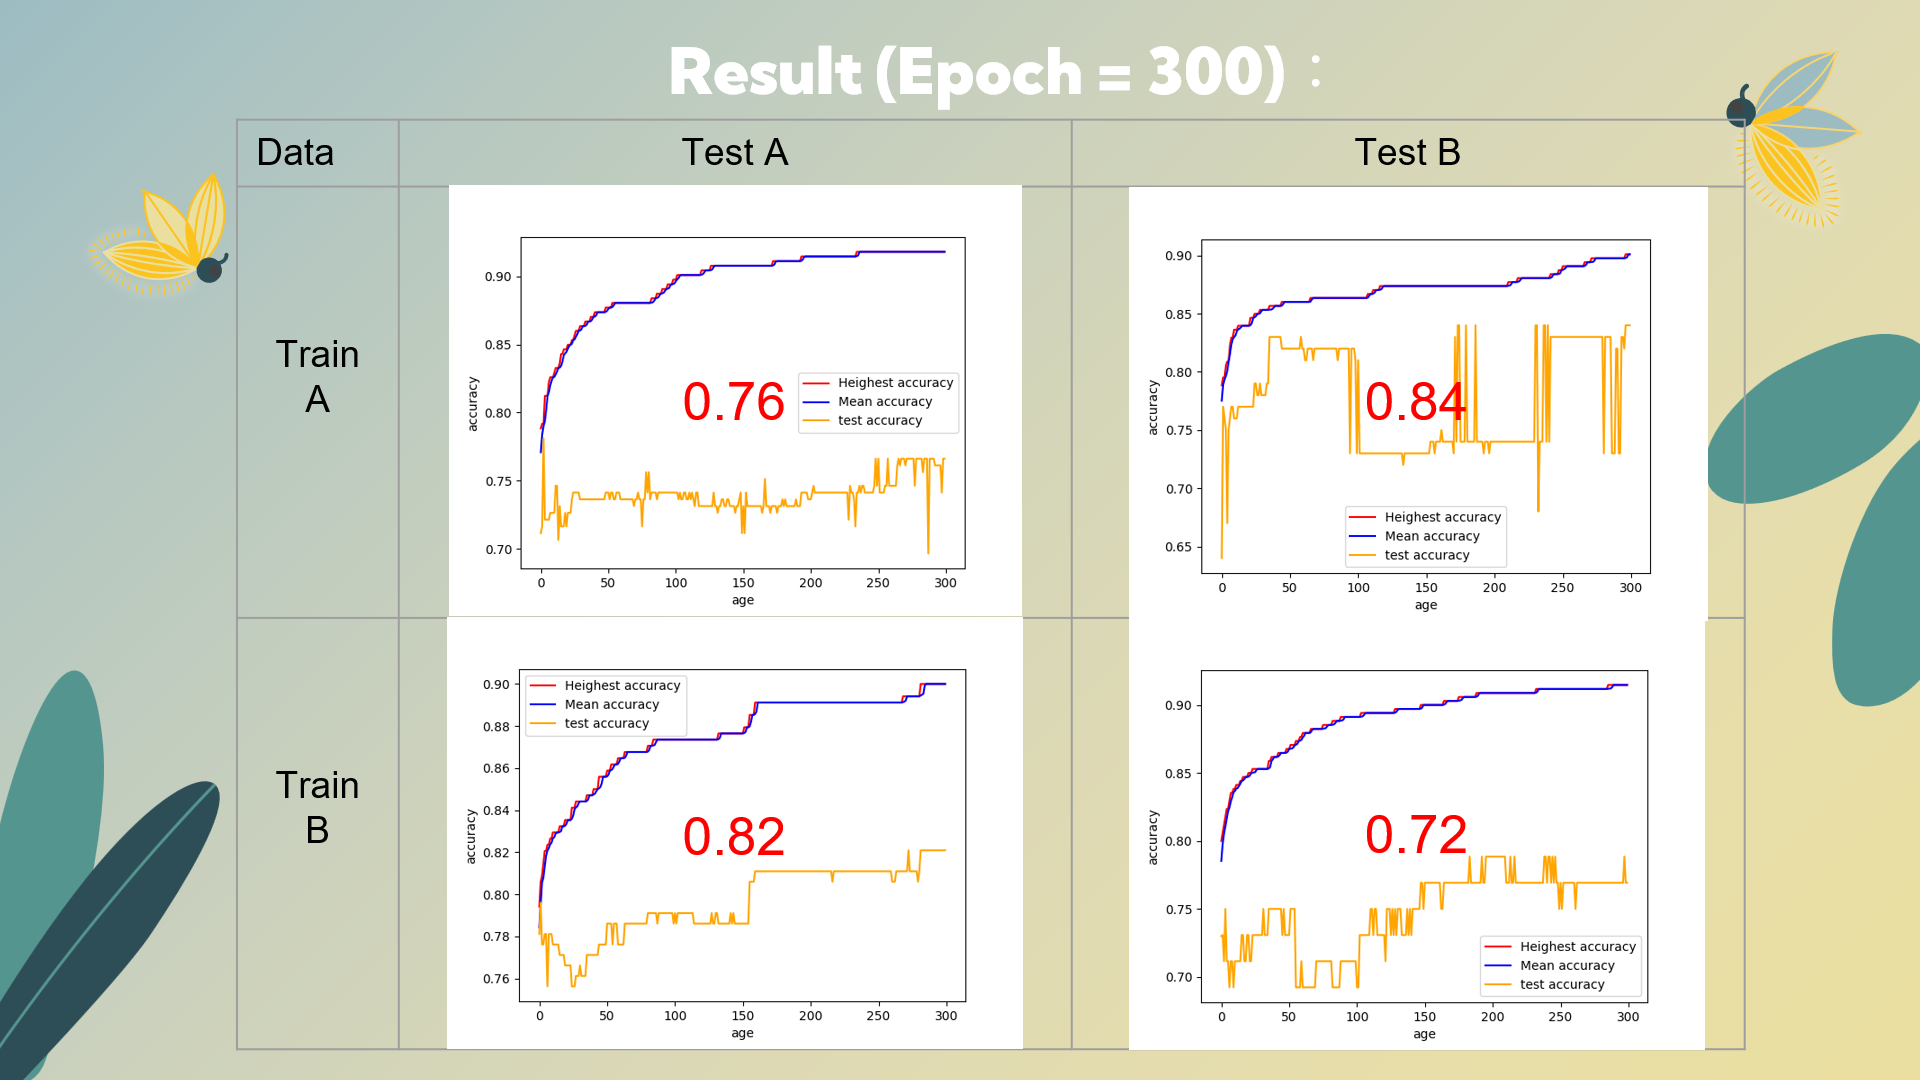 Result (Epoch = 300)：
Data
Test A
Test B
Train
A
0.90
0.85
0.80
0.75
0.70
accuracy
0.76
Heighest accuracy
Mean accuracy
test accuracy
0 50 100 150 200 250 300
age
0.90
0.85
0.80
0.75
0.70
0.65
accuracy
0.84
Heighest accuracy
Mean accuracy
test accuracy
0 50 100 150 200 250 300
age
Train
B
0.90
0.88
0.86
0.84
0.82
0.80
0.78
0.76
accuracy
Heighest accuracy
Mean accuracy
test accuracy
0.82
0 50 100 150 200 250 300
age
0.90
0.85
0.80
0.75
0.70
accuracy
0.72
Heighest accuracy
Mean accuracy
test accuracy
0 50 100 150 200 250 300
age